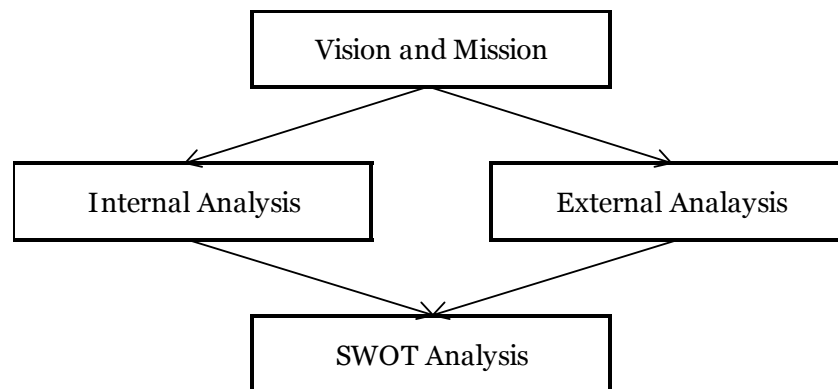 Vision and Mission
Internal Analysis
External Analaysis
SWOT Analysis